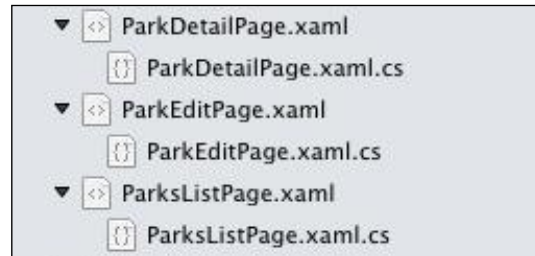 ParkDetailPage.xaml
ParkDetailPage.xaml.cs
ParkEditPage.xaml
ParkEditPage.xaml.cs
ParksListPage.xaml
ParksListPage.xaml.cs